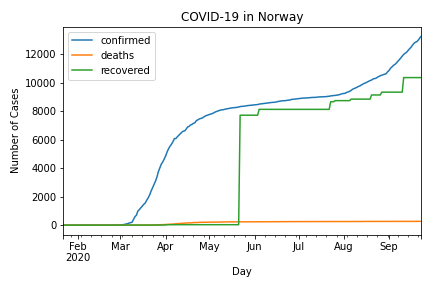 COVID-19 in Norway
confirmed
deaths
recovered
Number of Cases
12000
10000
8000
6000
4000
2000
0
Feb Mar Apr May Jun Jul Aug Sep
2020
Day